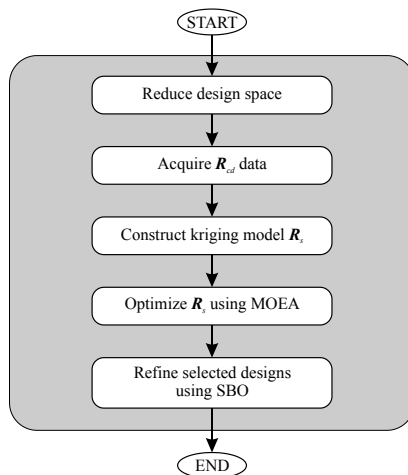 START
Reduce design space
Acquire R_cd data
Construct kriging model R_s
Optimize R_s using MOEA
Refine selected designs
using SBO
END